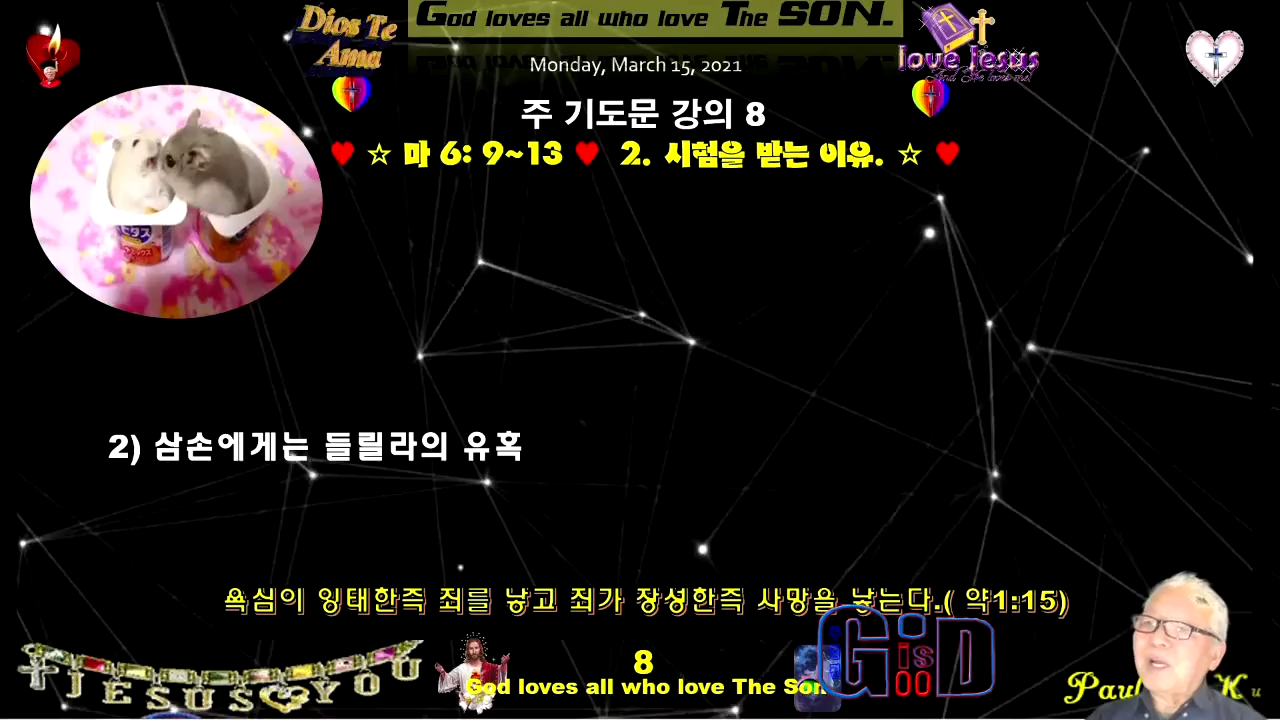 Dios Te
Ama
God loves all who love The SON.
love Jesus
Monday, March 15, 2021
주 기도문 강의 8
♥ ☆ 마 6: 9~13 ♥ 2. 시험을 받는 이유. ☆ ♥
2) 삼손에게는 들릴라의 유혹
욕심이 잉태한즉 죄를 낳고 죄가 장성한즉 사망을 낳는다.( 약1:15)
JESUS YOU
8
God loves all who love The Son
GOD is
Paul Ku